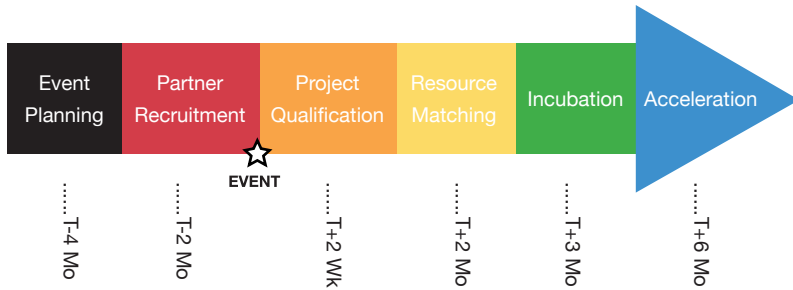 Event
Planning
Partner
Recruitment
Project
Qualification
Resource
Matching
Incubation
Acceleration
EVENT
......T-4 Mo
......T-2 Mo
......T+2 Wk
......T+2 Mo
......T+3 Mo
......T+6 Mo